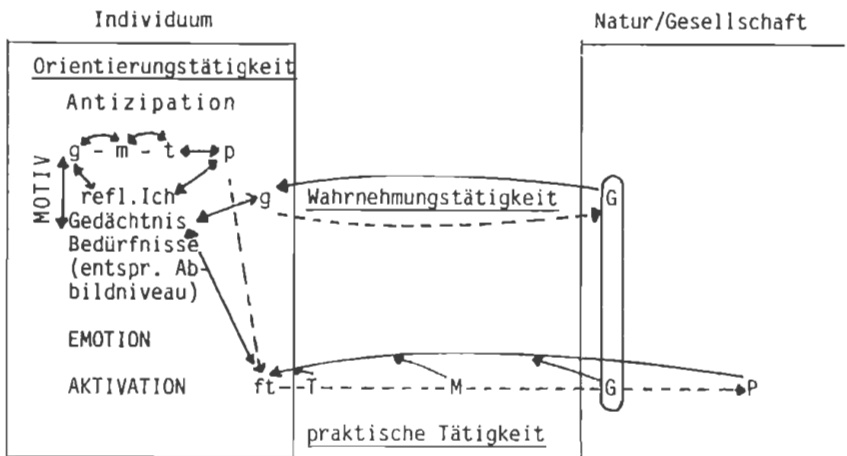 Individuum
Natur/Gesellschaft
Orientierungstätigkeit
Antizipation
g - m - t p
MOTIV
refl.Ich
g
Wahrnehmungstätigkeit
G
Gedächtnis
Bedürfnisse
(entspr. Ab-
bildniveau)
EMOTION
AKTIVATION
ft T M G P
praktische Tätigkeit